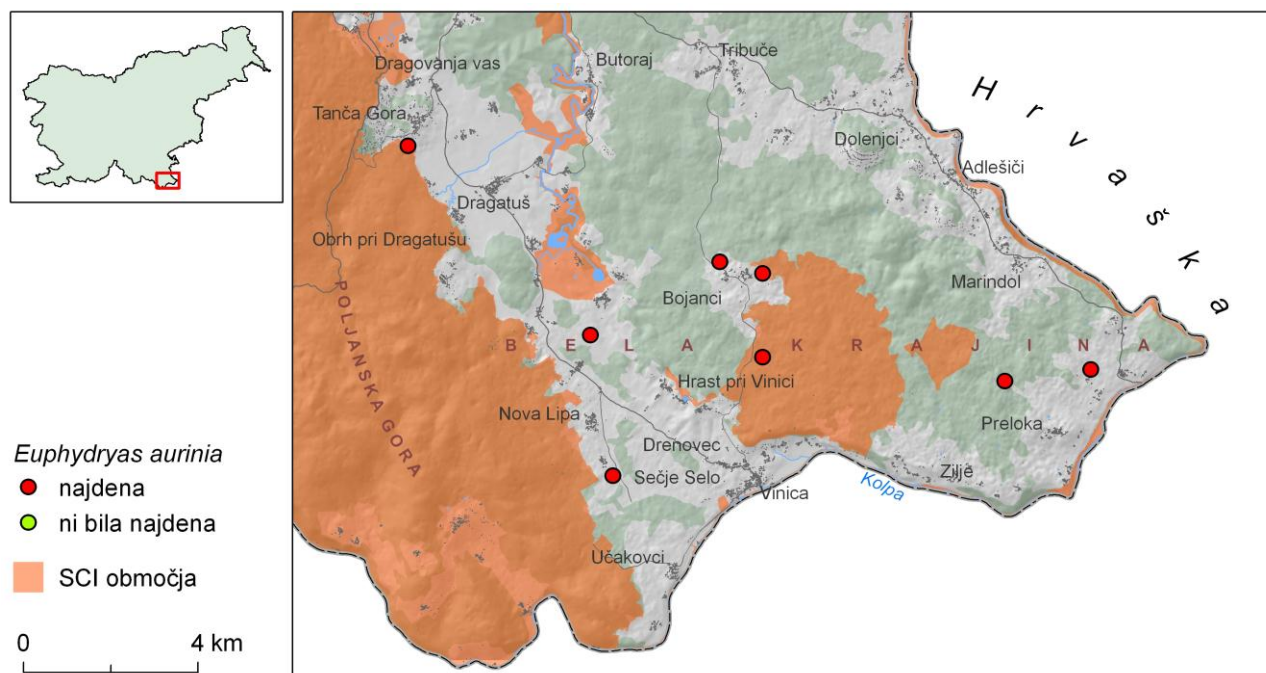 Euphydryas aurinia
najdena
ni bila najdena
SCI območja
0 4 km
Butoraj
Tribuče
Dragovanja vas
Tanča Gora
Dolenjci
Adlešiči
Hrvaška
Dragatuš
Obrh pri Dragatušu
Bojanci
Marindol
POLJANSKA GORA
BELA KRAJINA
Hrast pri Vinici
Nova Lipa
Preloka
Drenovec
Sečje Selo
Zilje
Vinica
Kolpa
Učakovci